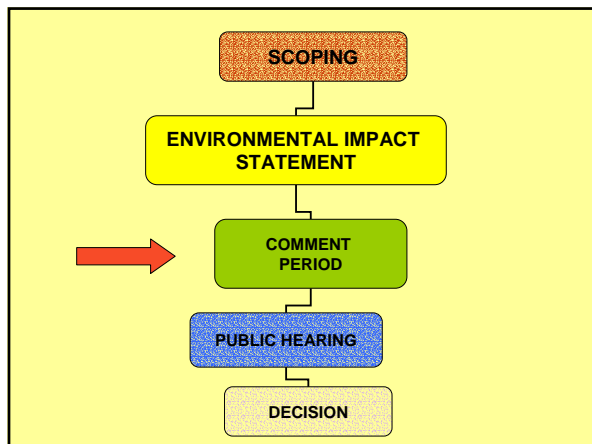 SCOPING
ENVIRONMENTAL IMPACT
STATEMENT
COMMENT
PERIOD
PUBLIC HEARING
DECISION